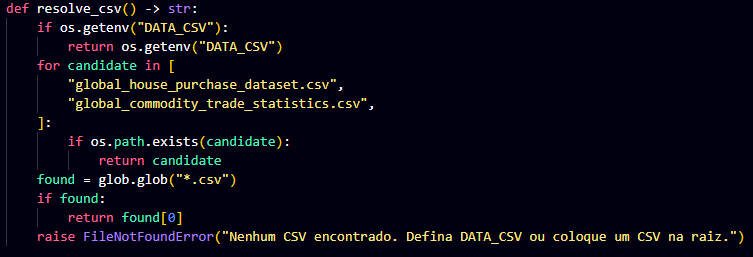 def resolve_csv() -> str:
    if os.getenv("DATA_CSV"):
        return os.getenv("DATA_CSV")
    for candidate in [
        "global_house_purchase_dataset.csv",
        "global_commodity_trade_statistics.csv",
    ]:
        if os.path.exists(candidate):
            return candidate
    found = glob.glob("*.csv")
    if found:
        return found[0]
    raise FileNotFoundError("Nenhum CSV encontrado. Defina DATA_CSV ou coloque um CSV na raiz.")